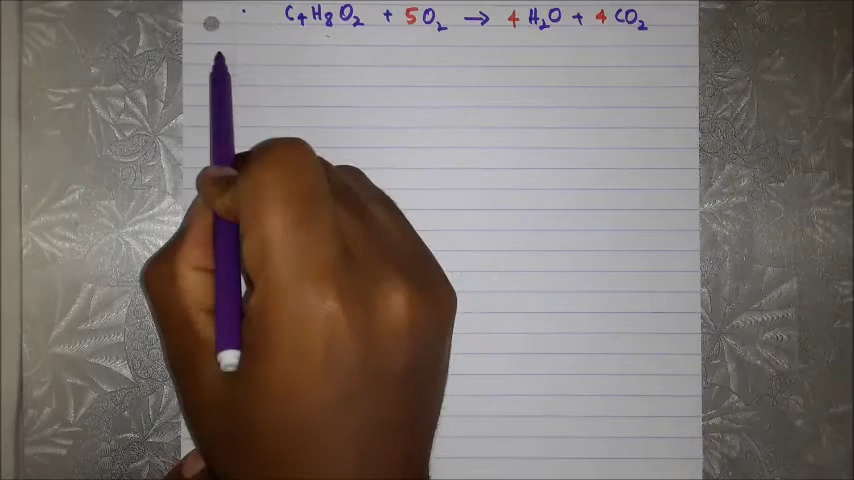 C₄H₈O₂ + 5O₂ → 4H₂O + 4CO₂